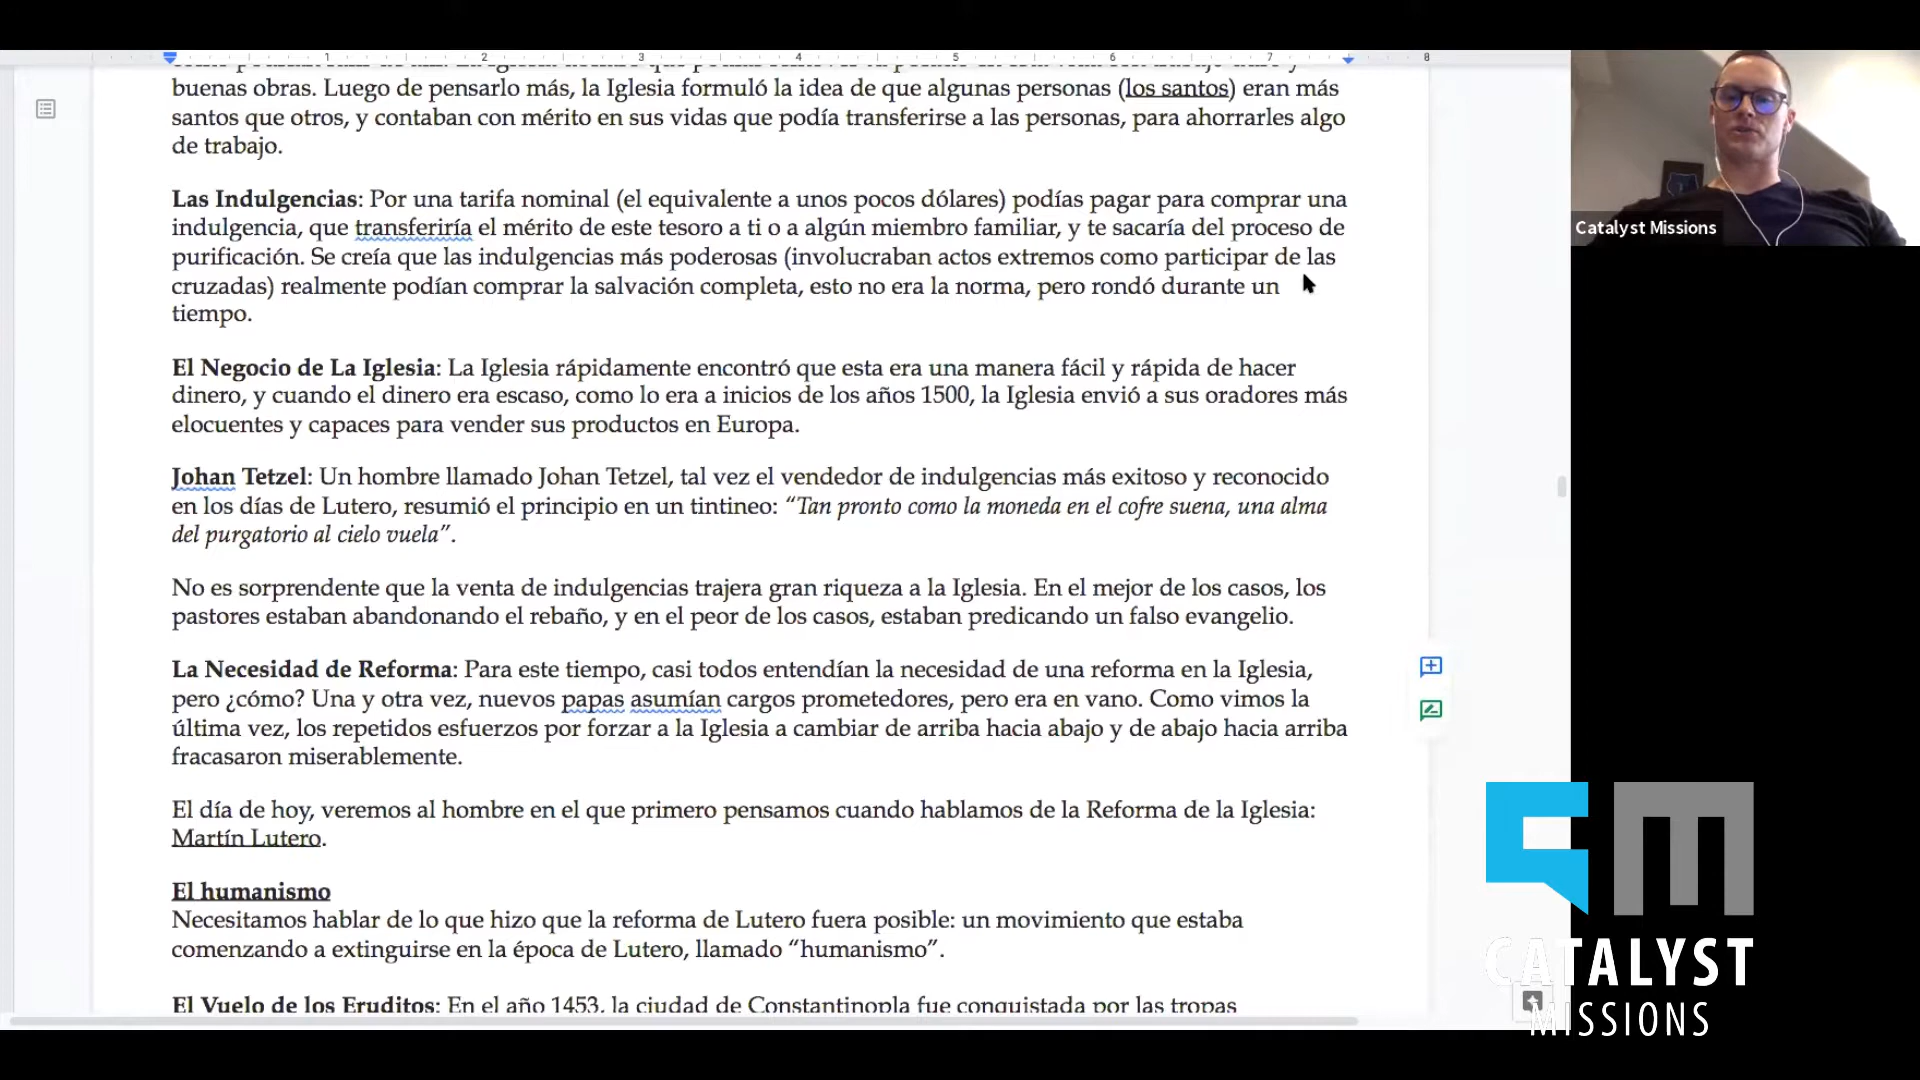 1 2 3 4 5 6 7 8
buenas obras. Luego de pensarlo más, la Iglesia formuló la idea de que algunas personas (los santos) eran más
santos que otros, y contaban con mérito en sus vidas que podía transferirse a las personas, para ahorrarles algo
de trabajo.
Las Indulgencias: Por una tarifa nominal (el equivalente a unos pocos dólares) podías pagar para comprar una
indulgencia, que transferiría el mérito de este tesoro a ti o a algún miembro familiar, y te sacaría del proceso de
purificación. Se creía que las indulgencias más poderosas (involucraban actos extremos como participar de las
cruzadas) realmente podían comprar la salvación completa, esto no era la norma, pero rondó durante un
tiempo.
El Negocio de La Iglesia: La Iglesia rápidamente encontró que esta era una manera fácil y rápida de hacer
dinero, y cuando el dinero era escaso, como lo era a inicios de los años 1500, la Iglesia envió a sus oradores más
elocuentes y capaces para vender sus productos en Europa.
Johan Tetzel: Un hombre llamado Johan Tetzel, tal vez el vendedor de indulgencias más exitoso y reconocido
en los días de Lutero, resumió el principio en un tintineo: “Tan pronto como la moneda en el cofre suena, una alma
del purgatorio al cielo vuela”.
No es sorprendente que la venta de indulgencias trajera gran riqueza a la Iglesia. En el mejor de los casos, los
pastores estaban abandonando el rebaño, y en el peor de los casos, estaban predicando un falso evangelio.
La Necesidad de Reforma: Para este tiempo, casi todos entendían la necesidad de una reforma en la Iglesia,
pero ¿cómo? Una y otra vez, nuevos papas asumían cargos prometedores, pero era en vano. Como vimos la
última vez, los repetidos esfuerzos por forzar a la Iglesia a cambiar de arriba hacia abajo y de abajo hacia arriba
fracasaron miserablemente.
El día de hoy, veremos al hombre en el que primero pensamos cuando hablamos de la Reforma de la Iglesia:
Martín Lutero.
El humanismo
Necesitamos hablar de lo que hizo que la reforma de Lutero fuera posible: un movimiento que estaba
comenzando a extinguirse en la época de Lutero, llamado “humanismo”.
El Vuelo de los Eruditos: En el año 1453, la ciudad de Constantinopla fue conquistada por las tropas
Catalyst Missions
CATALYST
MISSIONS